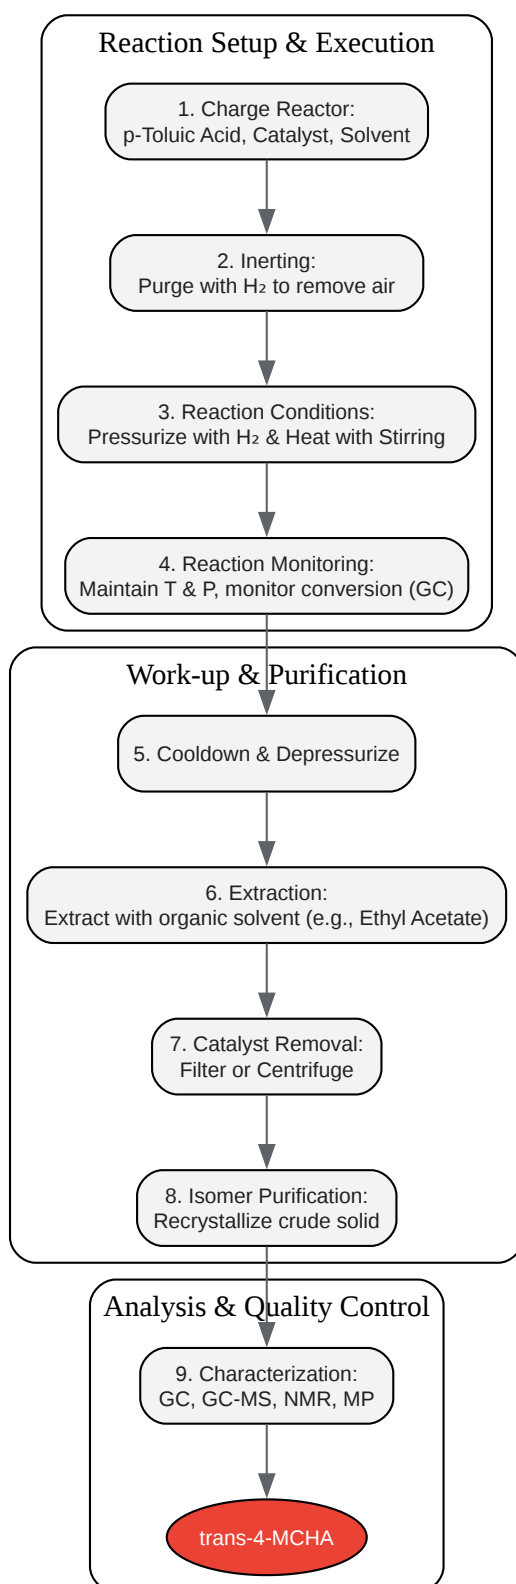 Reaction Setup & Execution
1. Charge Reactor:
p-Toluic Acid, Catalyst, Solvent
2. Inerting:
Purge with H₂ to remove air
3. Reaction Conditions:
Pressurize with H₂ & Heat with Stirring
4. Reaction Monitoring:
Maintain T & P, monitor conversion (GC)
Work-up & Purification
5. Cooldown & Depressurize
6. Extraction:
Extract with organic solvent (e.g., Ethyl Acetate)
7. Catalyst Removal:
Filter or Centrifuge
8. Isomer Purification:
Recrystallize crude solid
Analysis & Quality Control
9. Characterization:
GC, GC-MS, NMR, MP
trans-4-MCHA